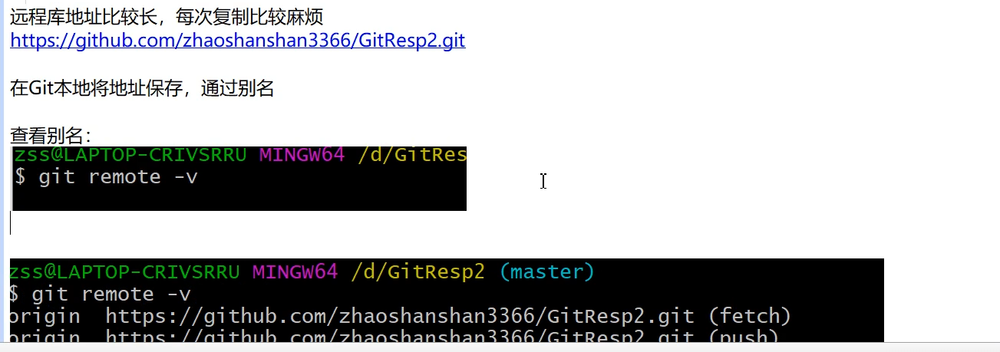 远程库地址比较长，每次复制比较麻烦
https://github.com/zhaoshanshan3366/GitResp2.git
在Git本地将地址保存，通过别名
查看别名：
zss@LAPTOP-CRIVSRRU MINGW64 /d/GitRes
$ git remote -v
zss@LAPTOP-CRIVSRRU MINGW64 /d/GitResp2 (master)
$ git remote -v
origin  https://github.com/zhaoshanshan3366/GitResp2.git (fetch)
origin  https://github.com/zhaoshanshan3366/GitResp2.git (push)